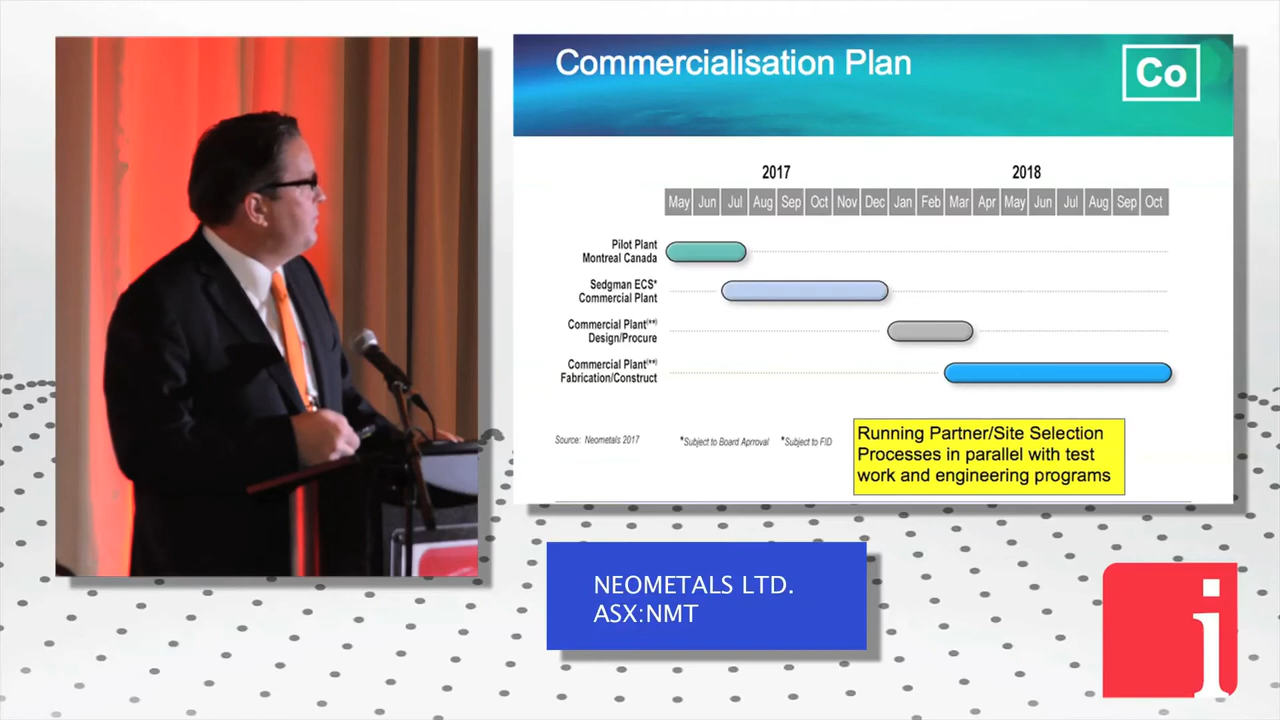 Commercialisation Plan
Co
2017
2018
May Jun Jul Aug Sep Oct Nov Dec Jan Feb Mar Apr May Jun Jul Aug Sep Oct
Pilot Plant
Montreal Canada
Sedgman ECS*
Commercial Plant
Commercial Plant(**)
Design/Procure
Commercial Plant(**)
Fabrication/Construct
Source: Neometals 2017
*Subject to Board Aprroval
*Subject to FID
Running Partner/Site Selection
Processes in parallel with test
work and engineering programs
NEOMETALS LTD.
ASX:NMT
i